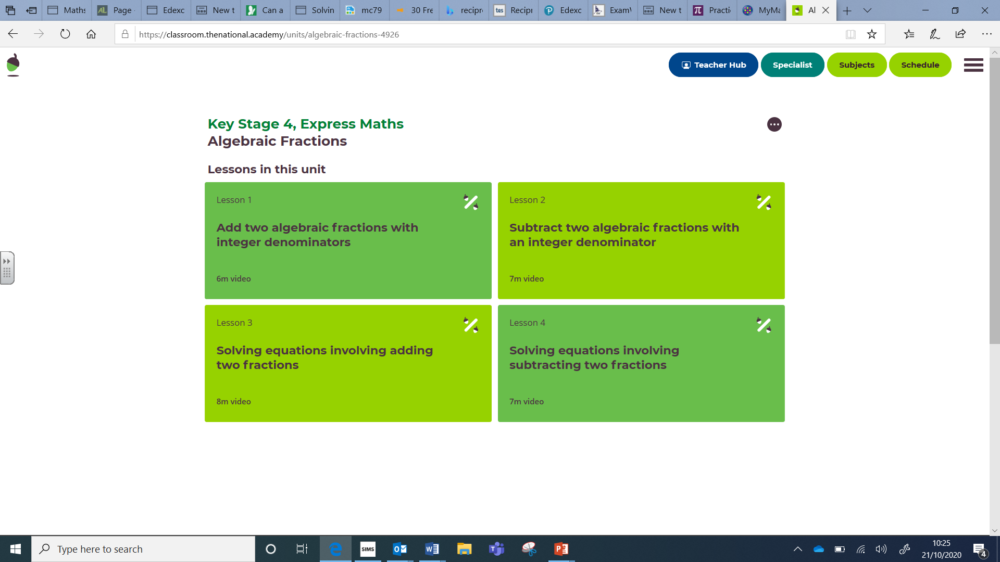 Maths
Page
Edexc
New t
Can a
Solvin
mc79
30 Fre
recipr
tes
Recipr
Edexc
ExamW
New t
Practi
MyMa
Al
https://classroom.thenational.academy/units/algebraic-fractions-4926
Teacher Hub
Specialist
Subjects
Schedule
Key Stage 4, Express Maths
Algebraic Fractions
Lessons in this unit
Lesson 1
Add two algebraic fractions with
integer denominators
6m video
Lesson 2
Subtract two algebraic fractions with
an integer denominator
7m video
Lesson 3
Solving equations involving adding
two fractions
8m video
Lesson 4
Solving equations involving
subtracting two fractions
7m video
Type here to search
SIMS
10:25
21/10/2020
4